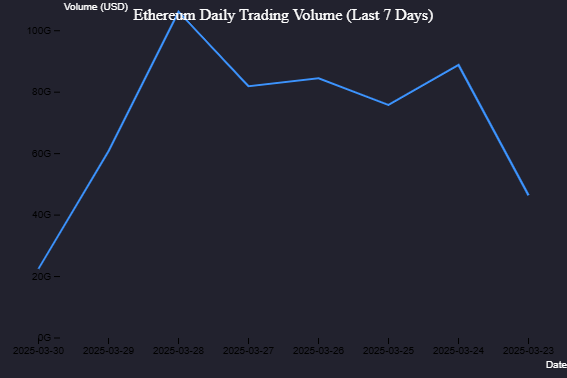 Volume (USD)
Ethereum Daily Trading Volume (Last 7 Days)
100G
80G
60G
40G
20G
0G
2025-03-30 2025-03-29 2025-03-28 2025-03-27 2025-03-26 2025-03-25 2025-03-24 2025-03-23
Date